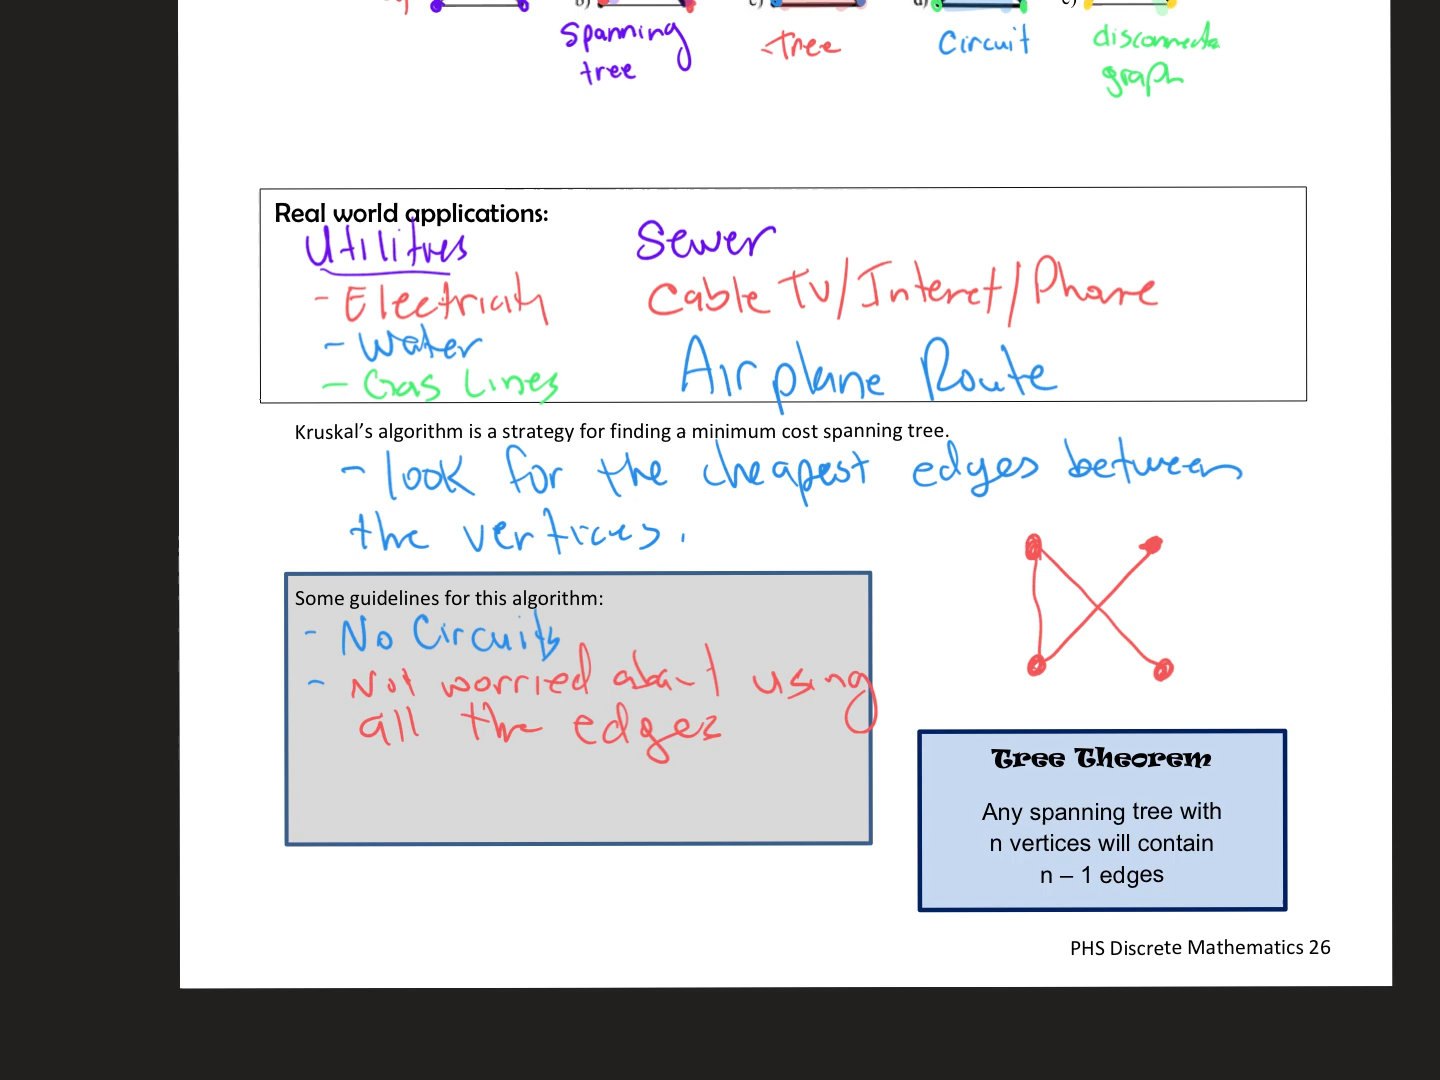 b) c) d) e)
Spanning tree circuit disconnects
tree graph
Real world applications:
Utilities Sewer
- Electricity Cable TV/Internet/Phone
- Water Airplane Route
- Gas Lines
Kruskal's algorithm is a strategy for finding a minimum cost spanning tree.
- look for the cheapest edges between
the vertices.
Some guidelines for this algorithm:
- No Circuits
- Not worried about using
all the edges
Tree Theorem
Any spanning tree with
n vertices will contain
n – 1 edges
PHS Discrete Mathematics 26